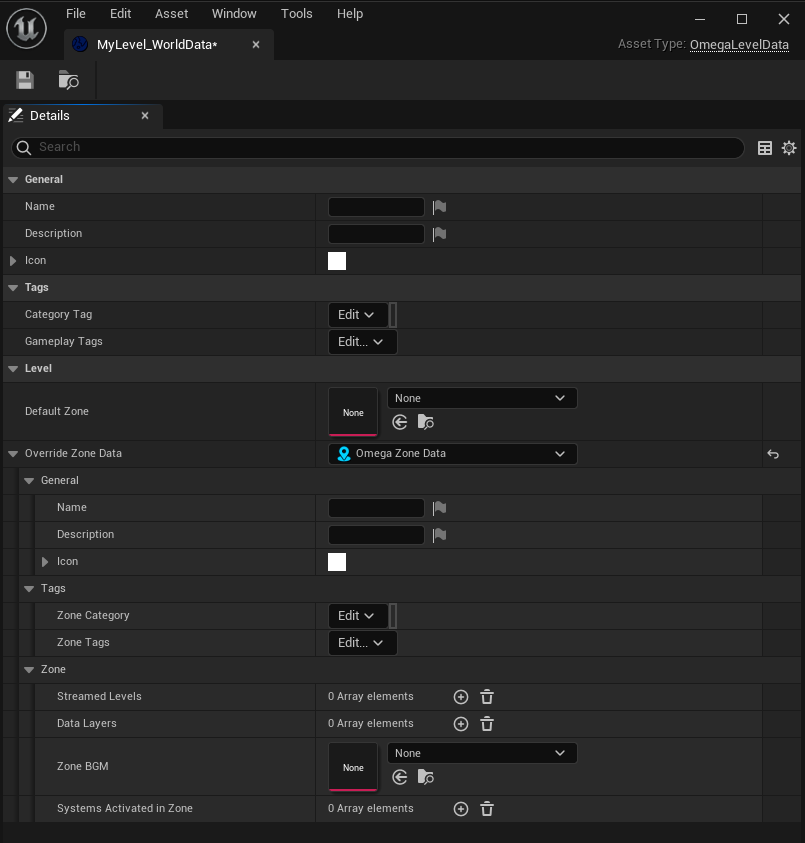 File Edit Asset Window Tools Help
MyLevel_WorldData*
Asset Type: OmegaLevelData
Details
Search
General
Name
Description
Icon
Tags
Category Tag Edit
Gameplay Tags Edit...
Level
Default Zone None None
Override Zone Data Omega Zone Data
General
Name
Description
Icon
Tags
Zone Category Edit
Zone Tags Edit...
Zone
Streamed Levels 0 Array elements
Data Layers 0 Array elements
Zone BGM None None
Systems Activated in Zone 0 Array elements